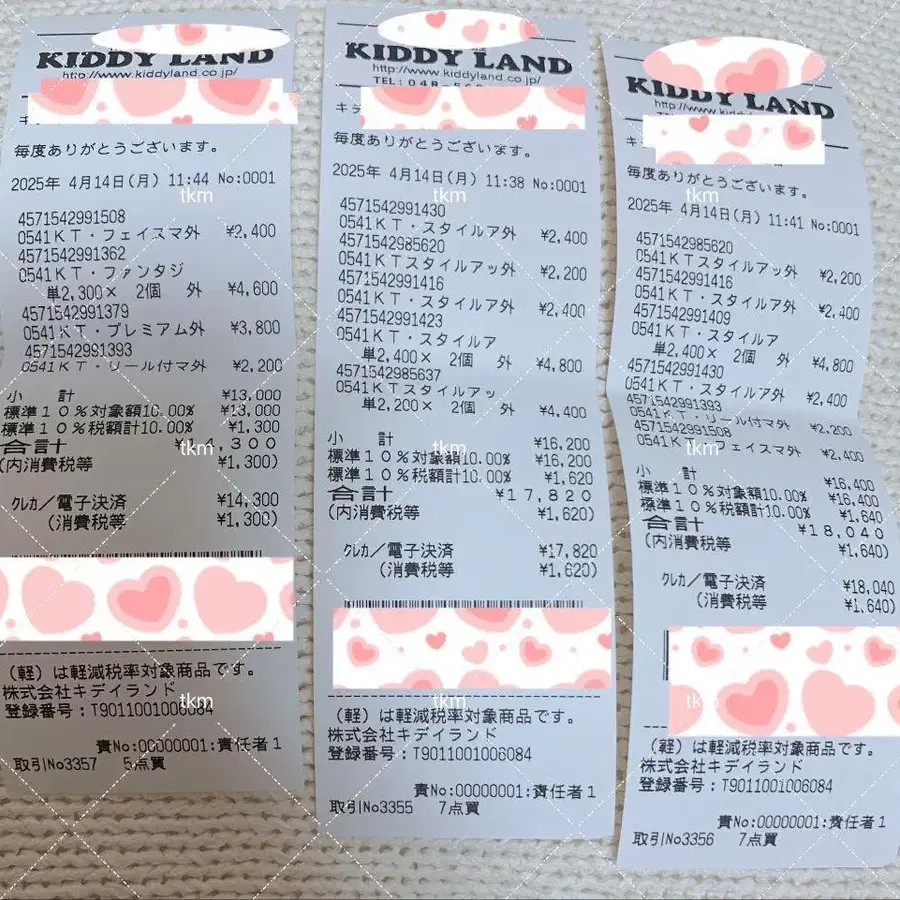 KIDDY LAND
http://www.kiddyland.co.jp/
キ
毎度ありがとうございます。
2025年 4月14日(月) 11:44 No:0001
4571542991508
0541KT・フェイスマ外 ¥2,400
4571542991362
0541KT・ファンタジ
単2,300× 2個 外 ¥4,600
4571542991379
0541KT・プレミアム外 ¥3,800
4571542991393
0541KT・リール付マ外 ¥2,200
小 計 ¥13,000
標準10%対象額10.00% ¥13,000
標準10%税額計10.00% ¥1,300
合計 ,300
(内消費税等 ¥1,300)
クレカ/電子決済 ¥14,300
(消費税等 ¥1,300)
(軽)は軽減税率対象商品です。
株式会社キデイランド
登録番号:T9011001006084
責No:00000001:責任者1
取引No3357 5点買
KIDDY LAND
http://www.kiddyland.co.jp/
TEL:048-56
キデ
毎度ありがとうございます。
2025年 4月14日(月) 11:38 No:0001
4571542991430
0541KT・スタイルア外 ¥2,400
4571542985620
0541KTスタイルアッ外 ¥2,200
4571542991416
0541KT・スタイルア外 ¥2,400
4571542991423
0541KT・スタイルア
単2,400× 2個 外 ¥4,800
4571542985637
0541KTスタイルアッ
単2,200× 2個 外 ¥4,400
小 計 ¥16,200
標準10%対象額10.00% ¥16,200
標準10%税額計10.00% ¥1,620
合計 ¥17,820
(内消費税等 ¥1,620)
クレカ/電子決済 ¥17,820
(消費税等 ¥1,620)
(軽)は軽減税率対象商品です。
株式会社キデイランド
登録番号:T9011001006084
責No:00000001:責任者1
取引No3355 7点買
KIDDY LAND
http://www.kiddyland.co.jp/
キ
毎度ありがとうございます。
2025年 4月14日(月) 11:41 No:0001
4571542985620
0541KTスタイルアッ外 ¥2,200
4571542991416
0541KT・スタイルア外 ¥2,400
4571542991409
0541KT・スタイルア
単2,400× 2個 外 ¥4,800
4571542991430
0541KT・スタイルア外 ¥2,400
4571542991393
0541KT・リール付マ外 ¥2,200
4571542991508
0541KT・フェイスマ外 ¥2,400
小 計 ¥16,400
標準10%対象額10.00% ¥16,400
標準10%税額計10.00% ¥1,640
合計 ¥18,040
(内消費税等 ¥1,640)
クレカ/電子決済 ¥18,040
(消費税等 ¥1,640)
(軽)は軽減税率対象商品です。
株式会社キデイランド
登録番号:T9011001006084
責No:00000001:責任者1
取引No3356 7点買
tkm
tkm
tkm
tkm
tkm
tkm
tkm
tkm
tkm